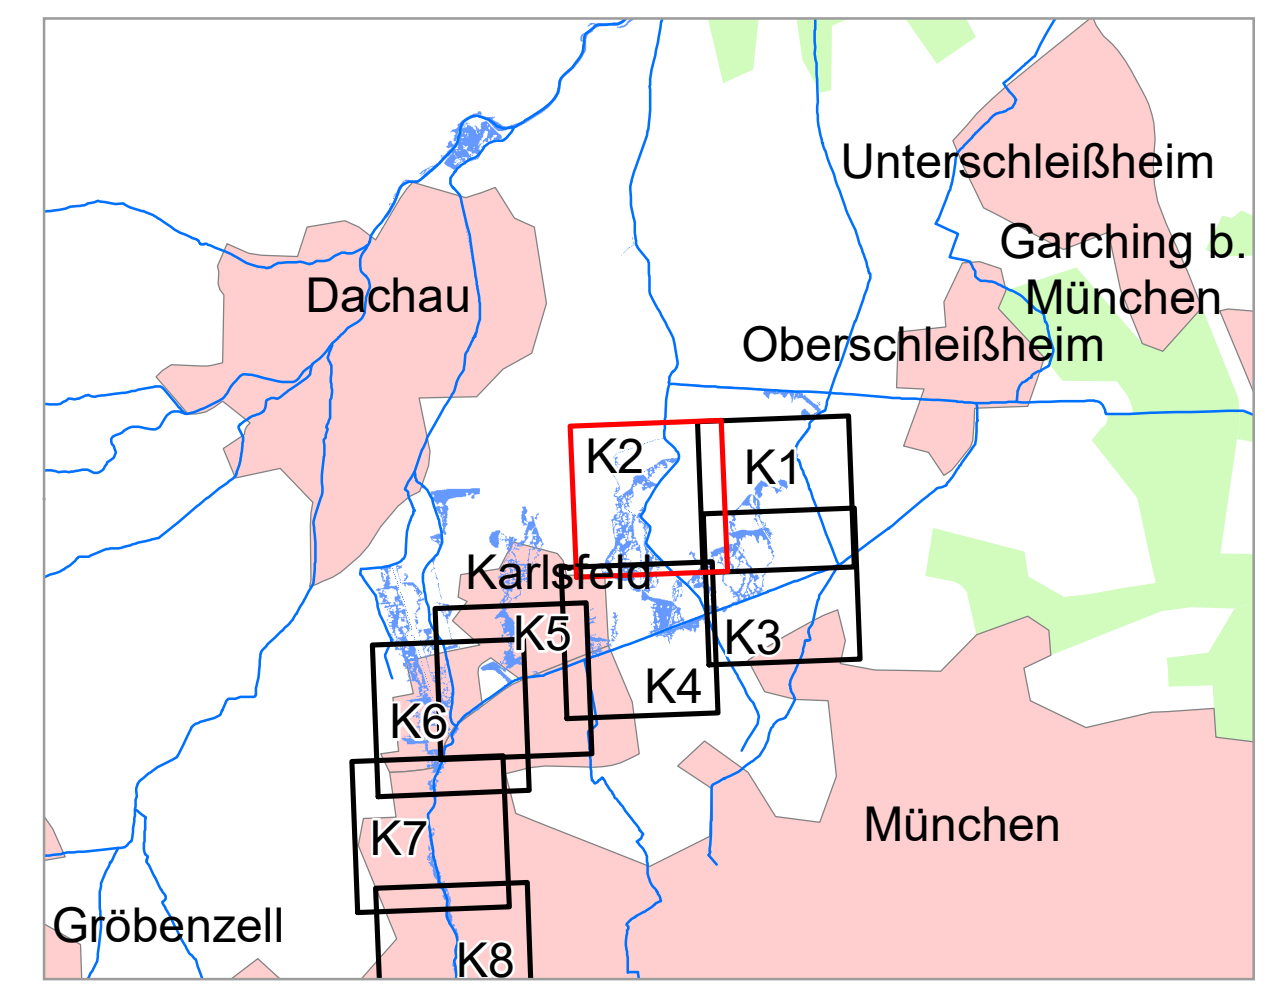 Unterschleißheim
Garching b.
München
Dachau
Oberschleißheim
K2
K1
Karlsfeld
K5
K3
K4
K6
München
K7
Gröbenzell
K8